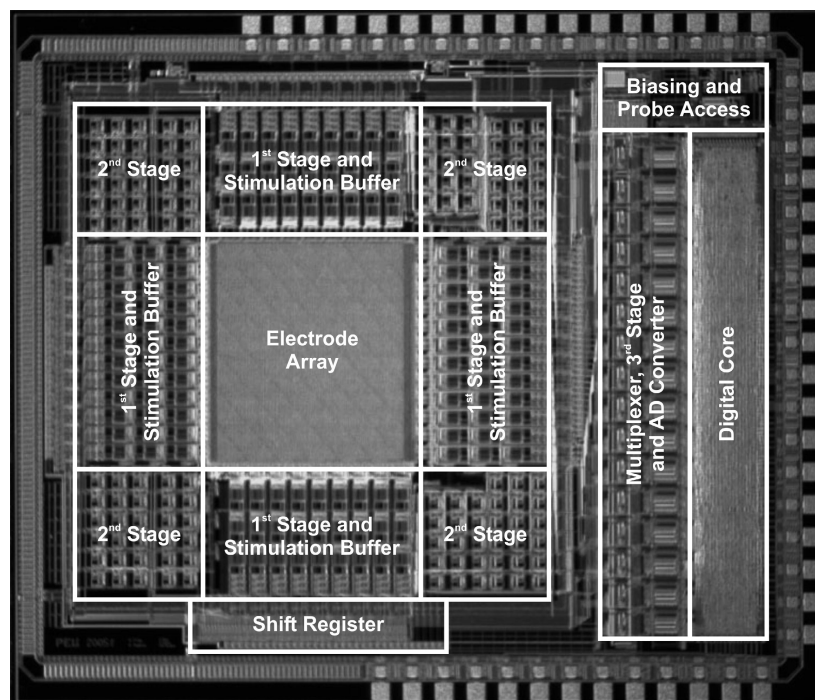 Biasing and
Probe Access
2nd Stage
1st Stage and
Stimulation Buffer
2nd Stage
1st Stage and
Stimulation Buffer
Electrode
Array
1st Stage and
Stimulation Buffer
Multiplexer, 3rd Stage
and AD Converter
Digital Core
2nd Stage
1st Stage and
Stimulation Buffer
2nd Stage
Shift Register